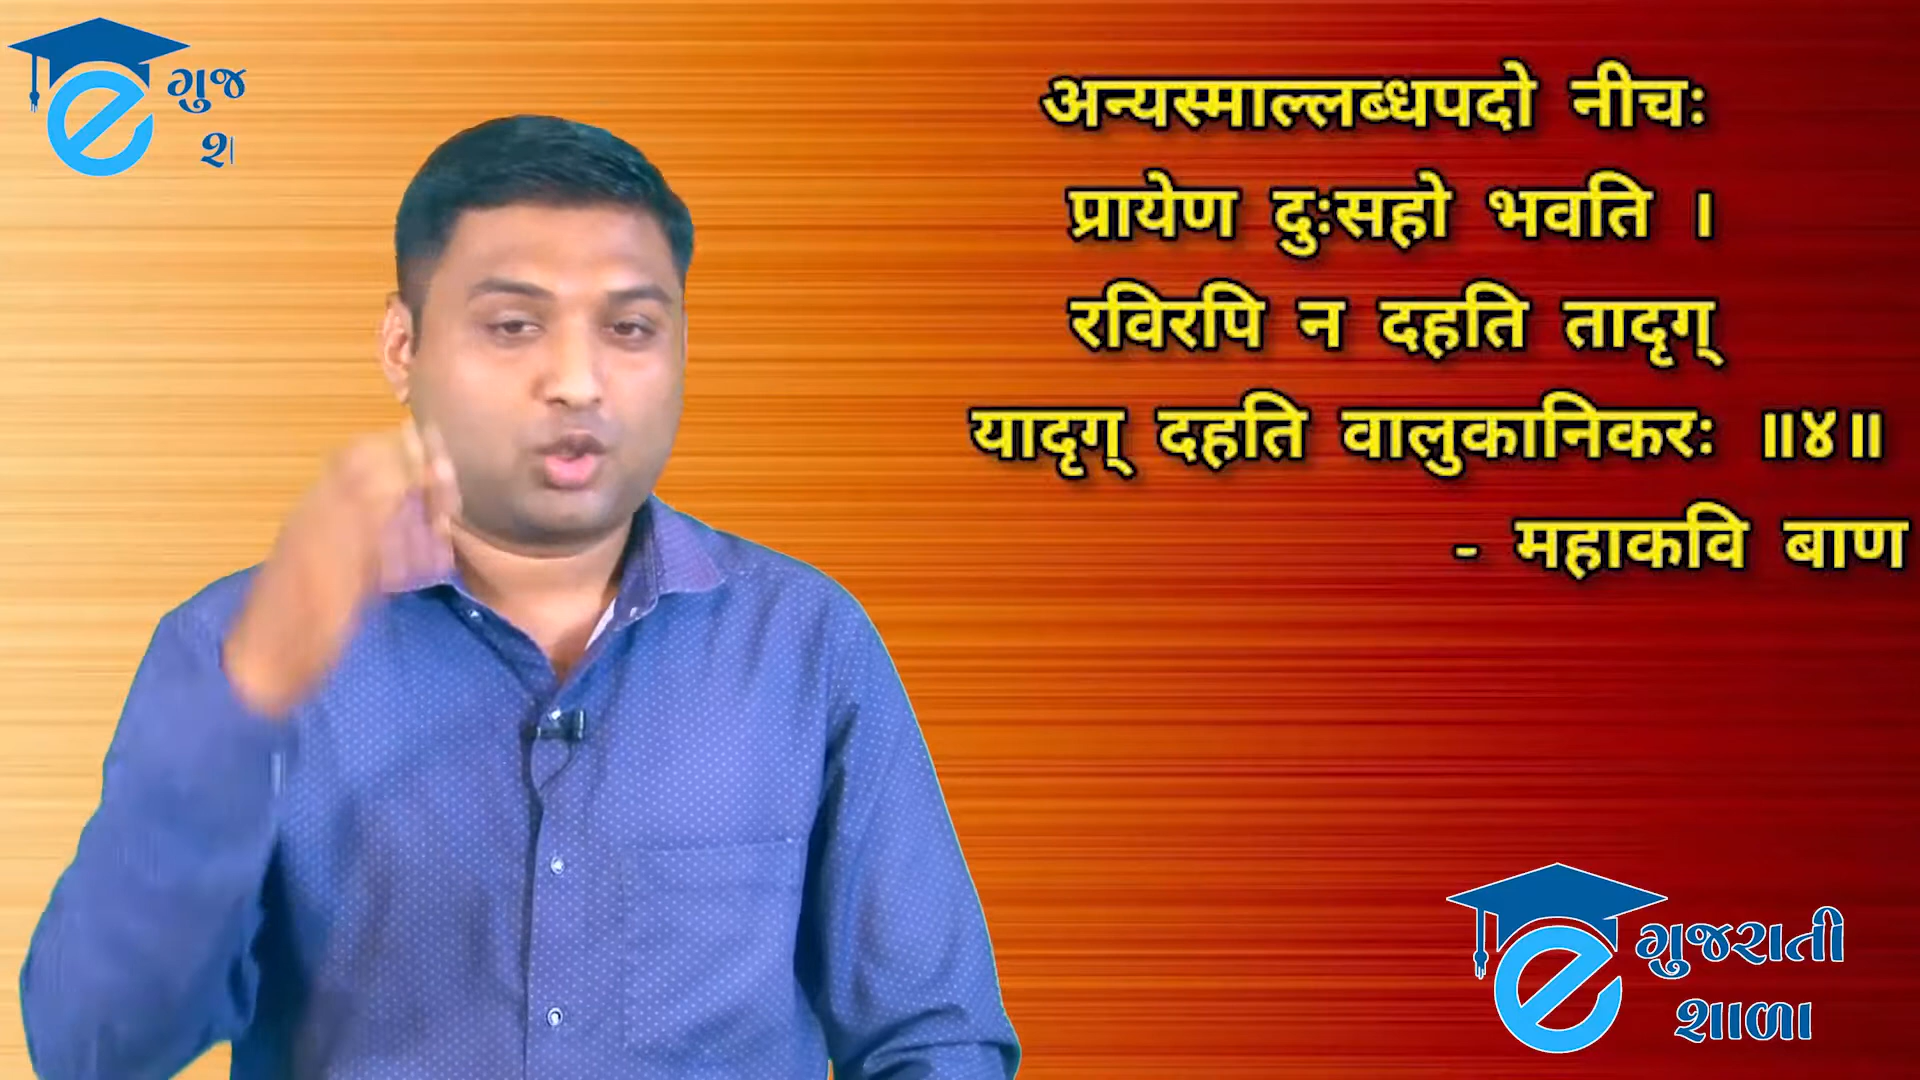 ગુજ
શ
अन्यस्माल्लब्धपदो नीचः
प्रायेण दुःसहो भवति ।
रविरपि न दहति तादृग्
यादृग् दहति वालुकानिकरः ॥४॥
- महाकवि बाण
ગુજરાતી
શાળા